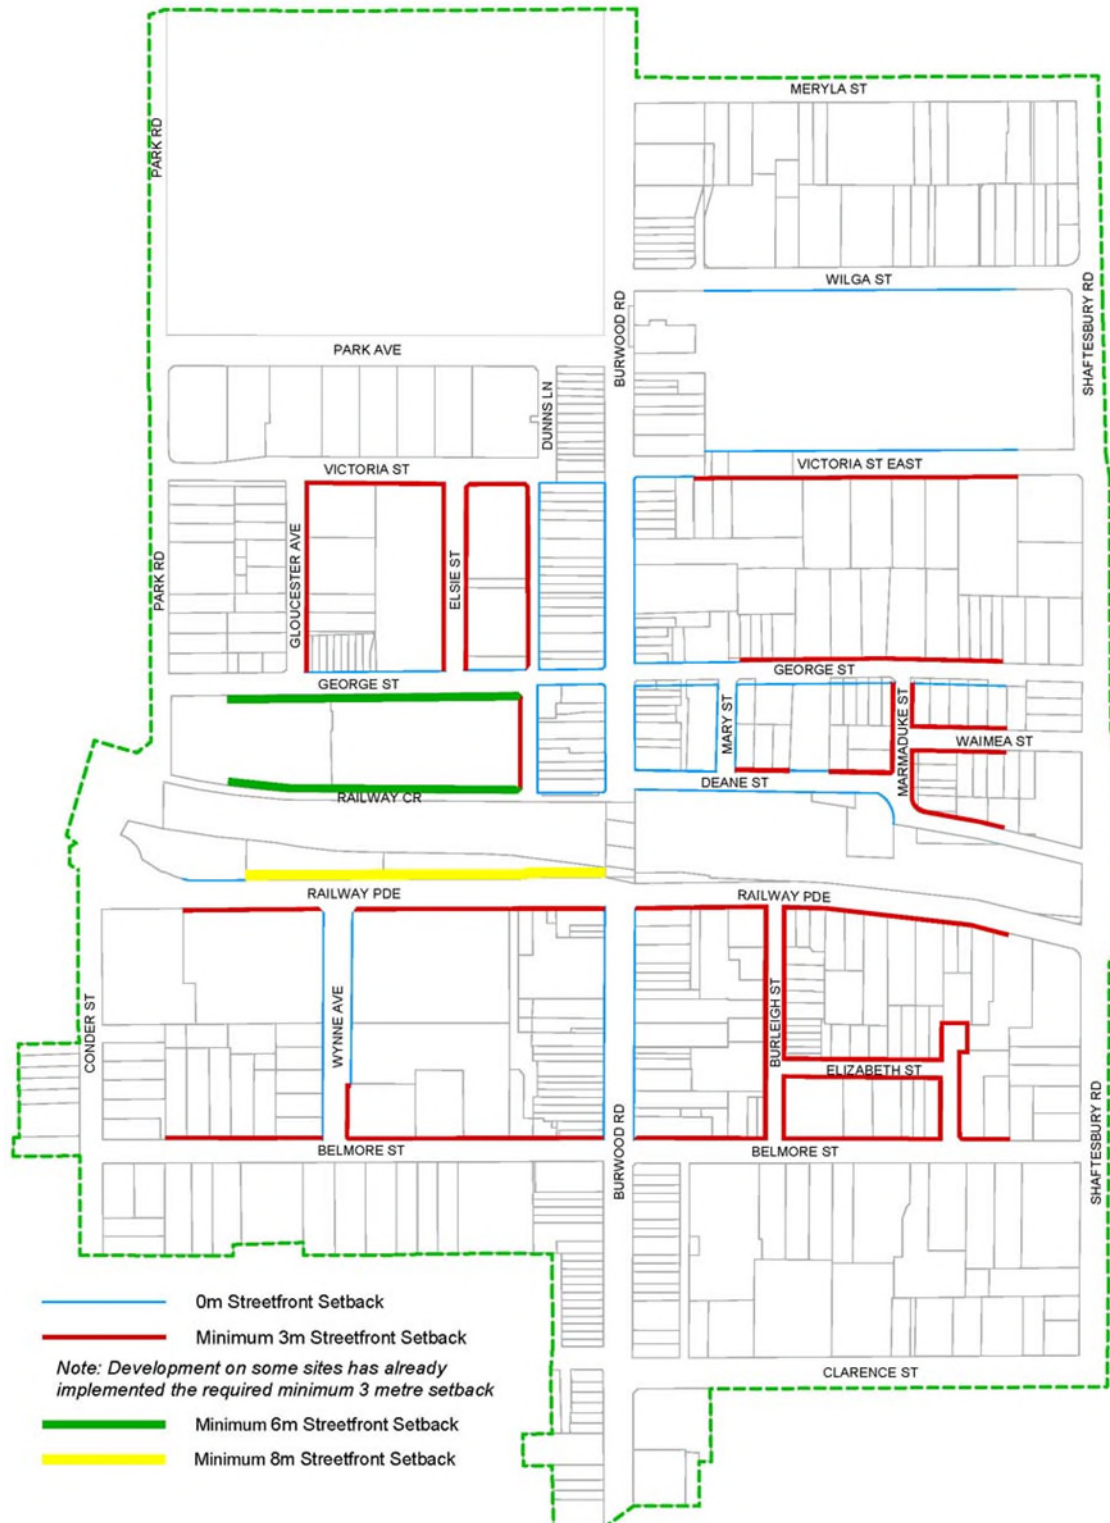 MERYLA ST
PARK RD
WILGA ST
BURWOOD RD
SHAFTESBURY RD
PARK AVE
DUNNS LN
VICTORIA ST
VICTORIA ST EAST
PARK RD
GLOUCESTER AVE
ELSIE ST
GEORGE ST
GEORGE ST
MARY ST
MARMADUKE ST
WAIMEA ST
DEANE ST
RAILWAY CR
RAILWAY PDE
RAILWAY PDE
CONDER ST
WYNNE AVE
BURLEIGH ST
ELIZABETH ST
BURWOOD RD
SHAFTESBURY RD
BELMORE ST
BELMORE ST
0m Streetfront Setback
Minimum 3m Streetfront Setback
Note: Development on some sites has already
implemented the required minimum 3 metre setback
CLARENCE ST
Minimum 6m Streetfront Setback
Minimum 8m Streetfront Setback